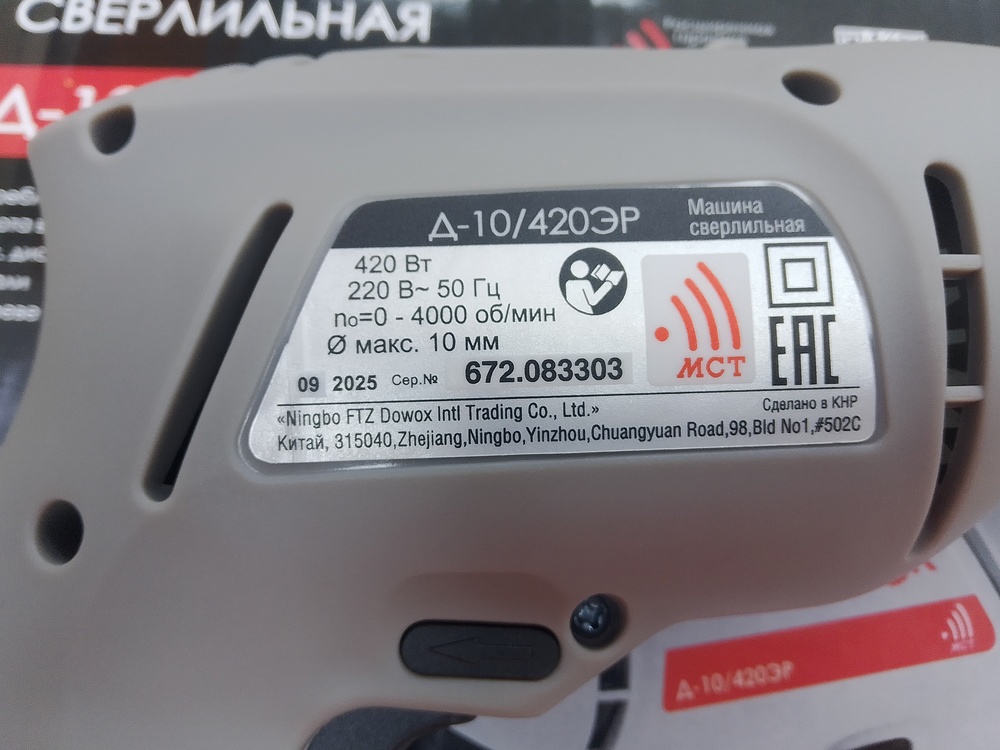 СВЕРЛИЛЬНАЯ
Д-10
Д-10/420ЭР
Машина
сверлильная
420 Вт
220 В~ 50 Гц
n₀=0 - 4000 об/мин
Ø макс. 10 мм
09 2025 Сер.№ 672.083303
МСТ
EAC
Сделано в КНР
«Ningbo FTZ Dowox Intl Trading Co., Ltd.»
Китай, 315040,Zhejiang,Ningbo,Yinzhou,Chuangyuan Road,98,Bld No1,#502C
МСТ
Д-10/420ЭР